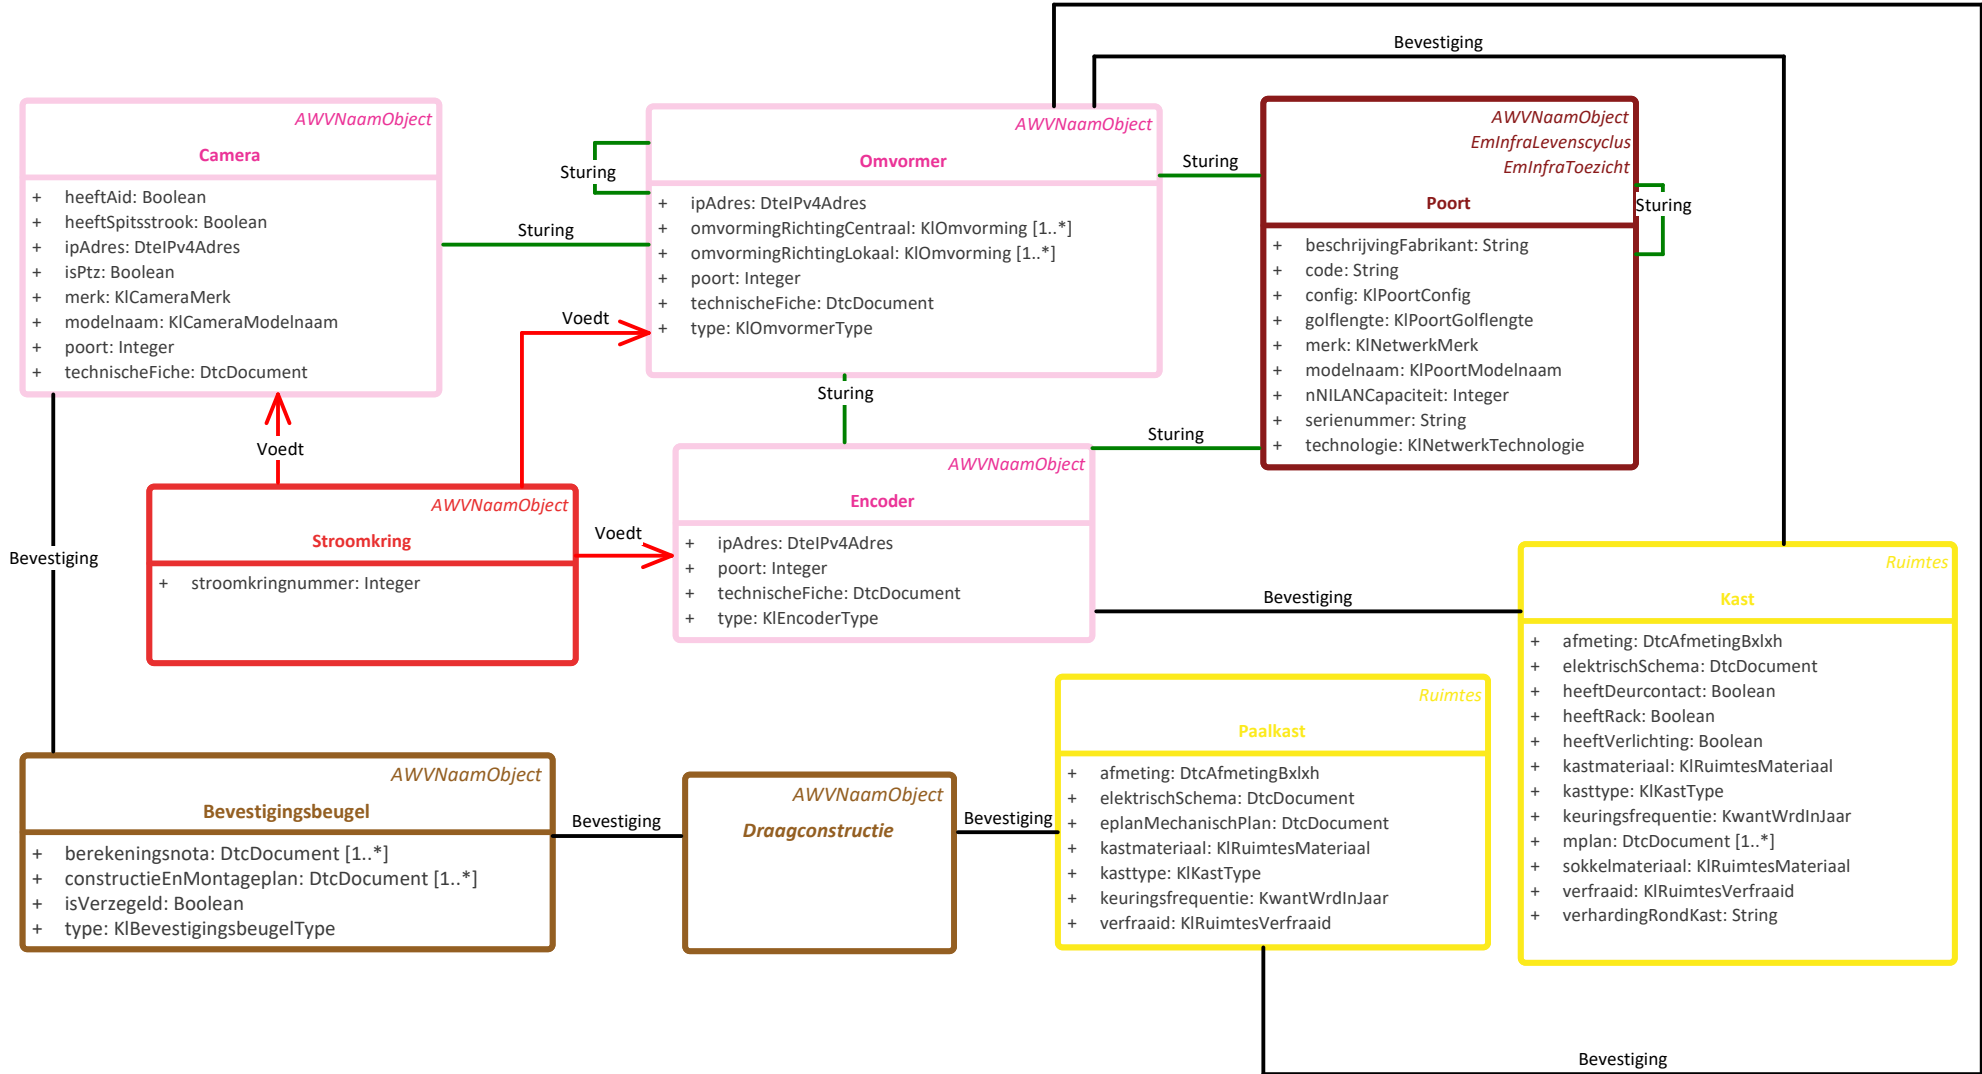 Bevestiging
AWVNaamObject
Camera
+ heeftAid: Boolean
+ heeftSpitsstrook: Boolean
+ ipAdres: DteIPv4Adres
+ isPtz: Boolean
+ merk: KlCameraMerk
+ modelnaam: KlCameraModelnaam
+ poort: Integer
+ technischeFiche: DtcDocument
Sturing
Sturing
AWVNaamObject
Omvormer
+ ipAdres: DteIPv4Adres
+ omvormingRichtingCentraal: KlOmvorming [1..*]
+ omvormingRichtingLokaal: KlOmvorming [1..*]
+ poort: Integer
+ technischeFiche: DtcDocument
+ type: KlOmvormerType
Sturing
AWVNaamObject
EmInfraLevenscyclus
EmInfraToezicht
Poort
+ beschrijvingFabrikant: String
+ code: String
+ config: KlPoortConfig
+ golflengte: KlPoortGolflengte
+ merk: KlNetwerkMerk
+ modelnaam: KlPoortModelnaam
+ nNILANCapaciteit: Integer
+ serienummer: String
+ technologie: KlNetwerkTechnologie
Sturing
Voedt
Sturing
Voedt
Sturing
AWVNaamObject
Stroomkring
+ stroomkringnummer: Integer
Voedt
AWVNaamObject
Encoder
+ ipAdres: DteIPv4Adres
+ poort: Integer
+ technischeFiche: DtcDocument
+ type: KlEncoderType
Bevestiging
Bevestiging
Ruimtes
Kast
+ afmeting: DtcAfmetingBxlxh
+ elektrischSchema: DtcDocument
+ heeftDeurcontact: Boolean
+ heeftRack: Boolean
+ heeftVerlichting: Boolean
+ kastmateriaal: KlRuimtesMateriaal
+ kasttype: KlKastType
+ keuringsfrequentie: KwantWrdInJaar
+ mplan: DtcDocument [1..*]
+ sokkelmateriaal: KlRuimtesMateriaal
+ verfraaid: KlRuimtesVerfraaid
+ verhardingRondKast: String
AWVNaamObject
Bevestigingsbeugel
+ berekeningsnota: DtcDocument [1..*]
+ constructieEnMontageplan: DtcDocument [1..*]
+ isVerzegeld: Boolean
+ type: KlBevestigingsbeugelType
Bevestiging
AWVNaamObject
Draagconstructie
Bevestiging
Ruimtes
Paalkast
+ afmeting: DtcAfmetingBxlxh
+ elektrischSchema: DtcDocument
+ eplanMechanischPlan: DtcDocument
+ kastmateriaal: KlRuimtesMateriaal
+ kasttype: KlKastType
+ keuringsfrequentie: KwantWrdInJaar
+ verfraaid: KlRuimtesVerfraaid
Bevestiging